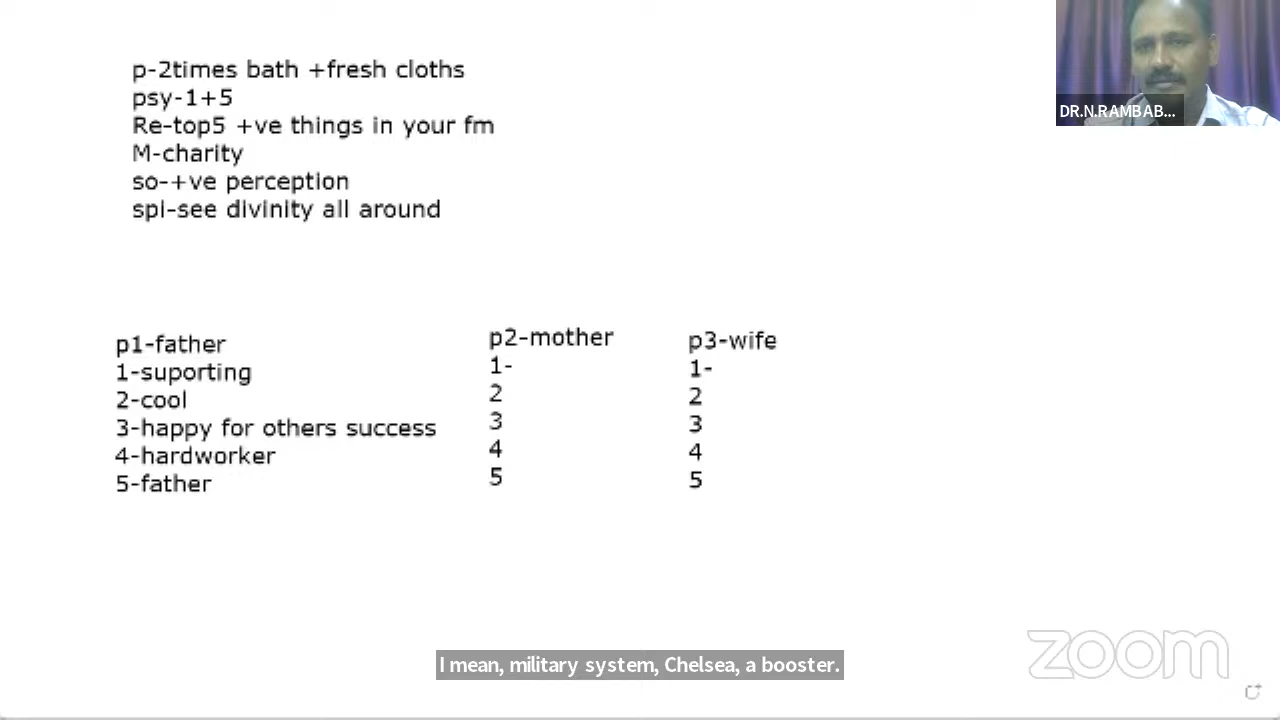 p-2times bath +fresh cloths
psy-1+5
Re-top5 +ve things in your fm
M-charity
so-+ve perception
spi-see divinity all around
DR.N.RAMBAB...
p1-father
1-suporting
2-cool
3-happy for others success
4-hardworker
5-father
p2-mother
1-
2
3
4
5
p3-wife
1-
2
3
4
5
I mean, military system, Chelsea, a booster.
zoom